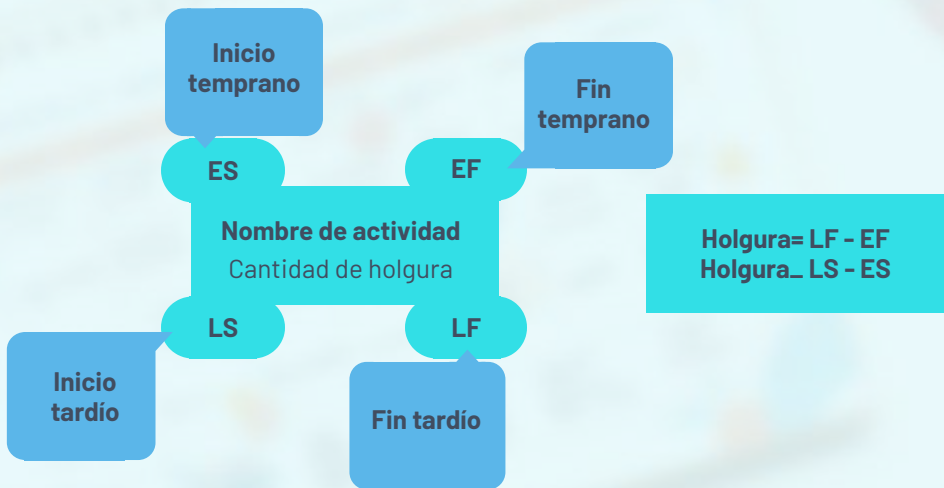 Inicio
temprano
Fin
temprano
ES
EF
Nombre de actividad
Cantidad de holgura
Holgura= LF - EF
Holgura_ LS - ES
LS
LF
Inicio
tardío
Fin tardío